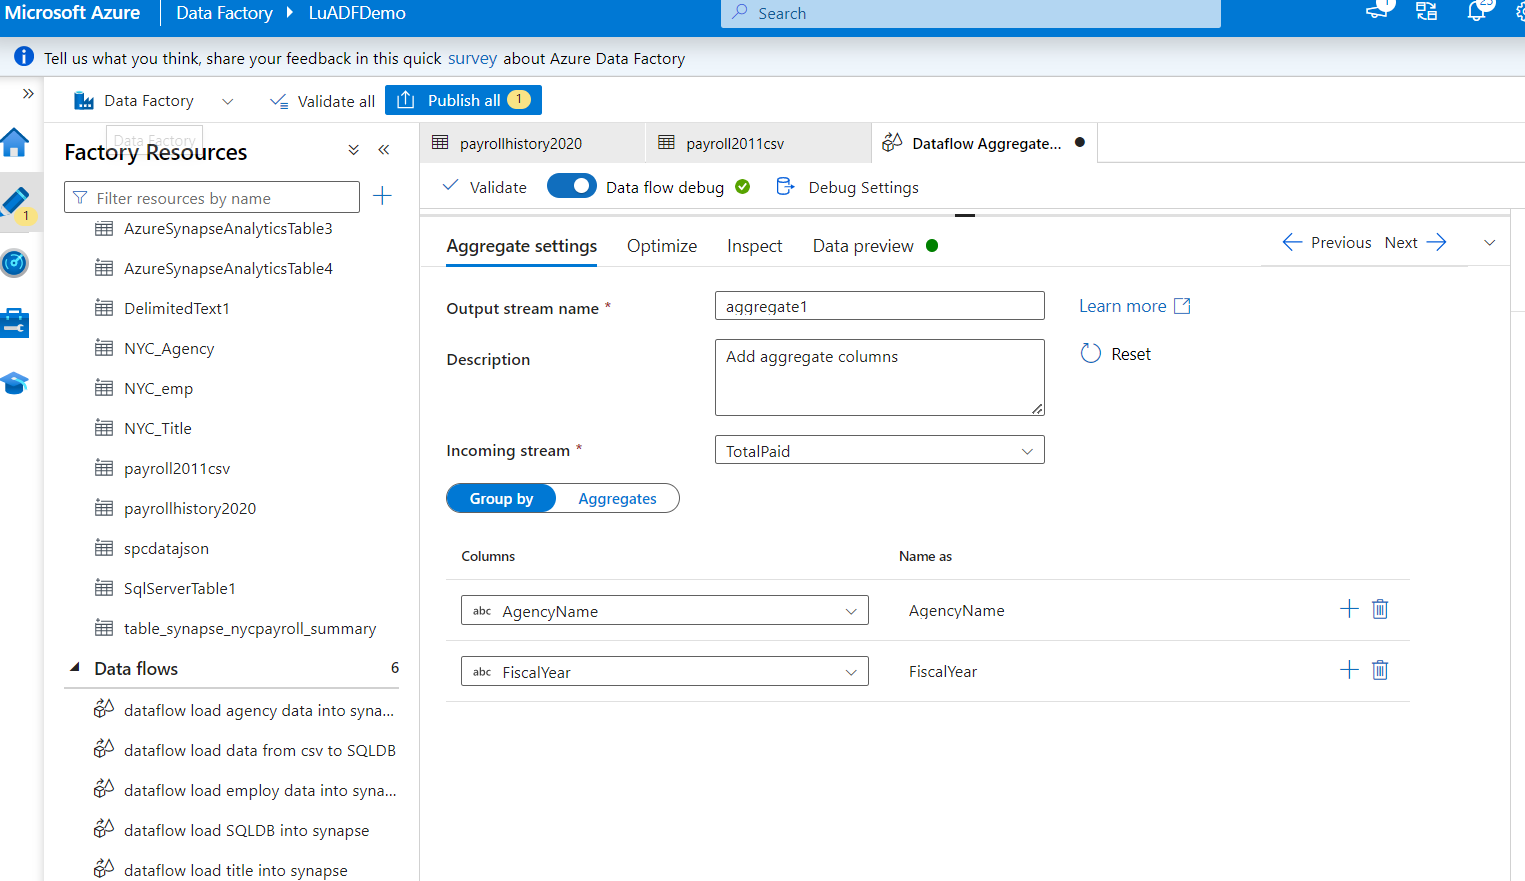 Microsoft Azure
Data Factory
LuADFDemo
Search
1
Tell us what you think, share your feedback in this quick survey about Azure Data Factory
Data Factory
Validate all
Publish all 1
Data Factory
Factory Resources
Filter resources by name
1
AzureSynapseAnalyticsTable3
AzureSynapseAnalyticsTable4
DelimitedText1
NYC_Agency
NYC_emp
NYC_Title
payroll2011csv
payrollhistory2020
spcdatajson
SqlServerTable1
table_synapse_nycpayroll_summary
Data flows 6
dataflow load agency data into syna...
dataflow load data from csv to SQLDB
dataflow load employ data into syna...
dataflow load SQLDB into synapse
dataflow load title into synapse
payrollhistory2020
payroll2011csv
Dataflow Aggregate...
Validate
Data flow debug
Debug Settings
Aggregate settings
Optimize
Inspect
Data preview
Previous Next
Output stream name *
aggregate1
Learn more
Description
Add aggregate columns
Reset
Incoming stream *
TotalPaid
Group by
Aggregates
Columns
Name as
abc AgencyName
AgencyName
abc FiscalYear
FiscalYear